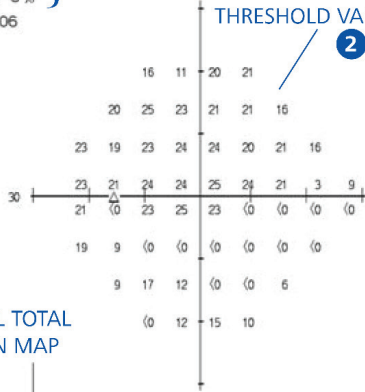 THRESHOLD VA
06
2
16 11 20 21
20 25 23 21 21 16
23 19 23 24 24 20 21 16
23 21 24 24 25 24 21 3 9
30
21 <0 23 25 23 <0 <0 <0 <0
19 9 <0 <0 <0 <0 <0 <0
9 17 12 <0 <0 6
<0 12 15 10
L TOTAL
N MAP